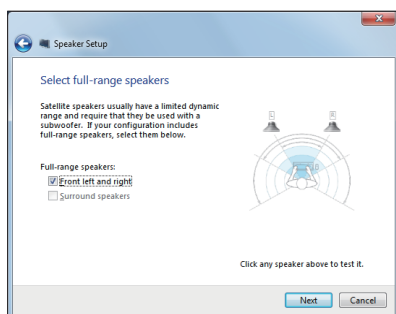 Speaker Setup
Select full-range speakers
Satellite speakers usually have a limited dynamic
range and require that they be used with a
subwoofer. If your configuration includes
full-range speakers, select them below.
L
R
Full-range speakers:
Front left and right
Surround speakers
Click any speaker above to test it.
Next
Cancel